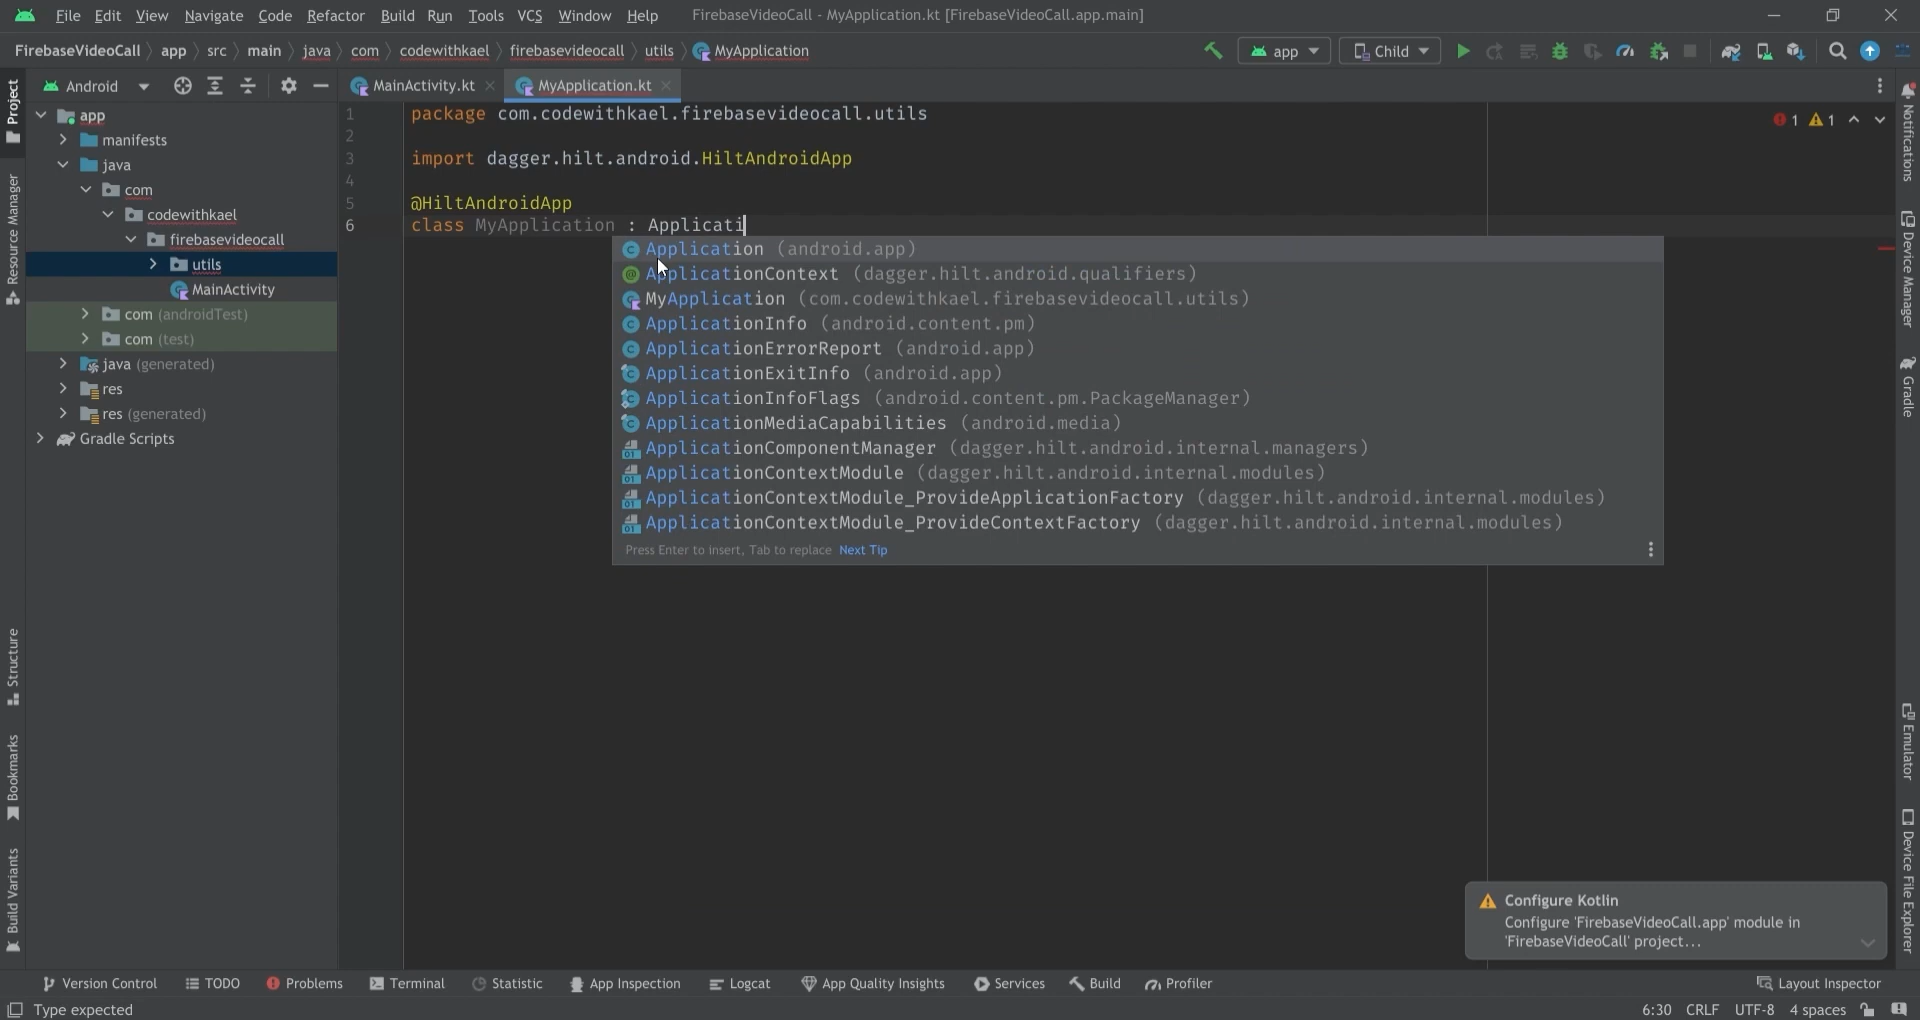 File Edit View Navigate Code Refactor Build Run Tools VCS Window Help FirebaseVideoCall - MyApplication.kt [FirebaseVideoCall.app.main]
FirebaseVideoCall app src main java com codewithkael firebasevideocall utils MyApplication app Child
Project
Resource Manager
Structure
Bookmarks
Build Variants
Android
app
manifests
java
com
codewithkael
firebasevideocall
utils
MainActivity
com (androidTest)
com (test)
java (generated)
res
res (generated)
Gradle Scripts
MainActivity.kt MyApplication.kt
1 package com.codewithkael.firebasevideocall.utils
2
3 import dagger.hilt.android.HiltAndroidApp
4
5 @HiltAndroidApp
6 class MyApplication : Applicati
1 1
Application (android.app)
ApplicationContext (dagger.hilt.android.qualifiers)
MyApplication (com.codewithkael.firebasevideocall.utils)
ApplicationInfo (android.content.pm)
ApplicationErrorReport (android.app)
ApplicationExitInfo (android.app)
ApplicationInfoFlags (android.content.pm.PackageManager)
ApplicationMediaCapabilities (android.media)
ApplicationComponentManager (dagger.hilt.android.internal.managers)
ApplicationContextModule (dagger.hilt.android.internal.modules)
ApplicationContextModule_ProvideApplicationFactory (dagger.hilt.android.internal.modules)
ApplicationContextModule_ProvideContextFactory (dagger.hilt.android.internal.modules)
Press Enter to insert, Tab to replace Next Tip
Notifications
Device Manager
Gradle
Emulator
Device File Explorer
Configure Kotlin
Configure 'FirebaseVideoCall.app' module in
'FirebaseVideoCall' project...
Version Control TODO Problems Terminal Statistic App Inspection Logcat App Quality Insights Services Build Profiler Layout Inspector
Type expected 6:30 CRLF UTF-8 4 spaces